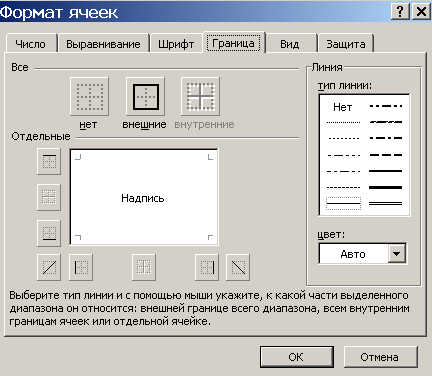 Формат ячеек
Число Выравнивание Шрифт Граница Вид Защита
Все
нет внешние внутренние
Отдельные
Надпись
Линия
тип линии:
Нет
цвет:
Авто
Выберите тип линии и с помощью мыши укажите, к какой части выделенного
диапазона он относится: внешней границе всего диапазона, всем внутренним
границам ячеек или отдельной ячейке.
ОК Отмена